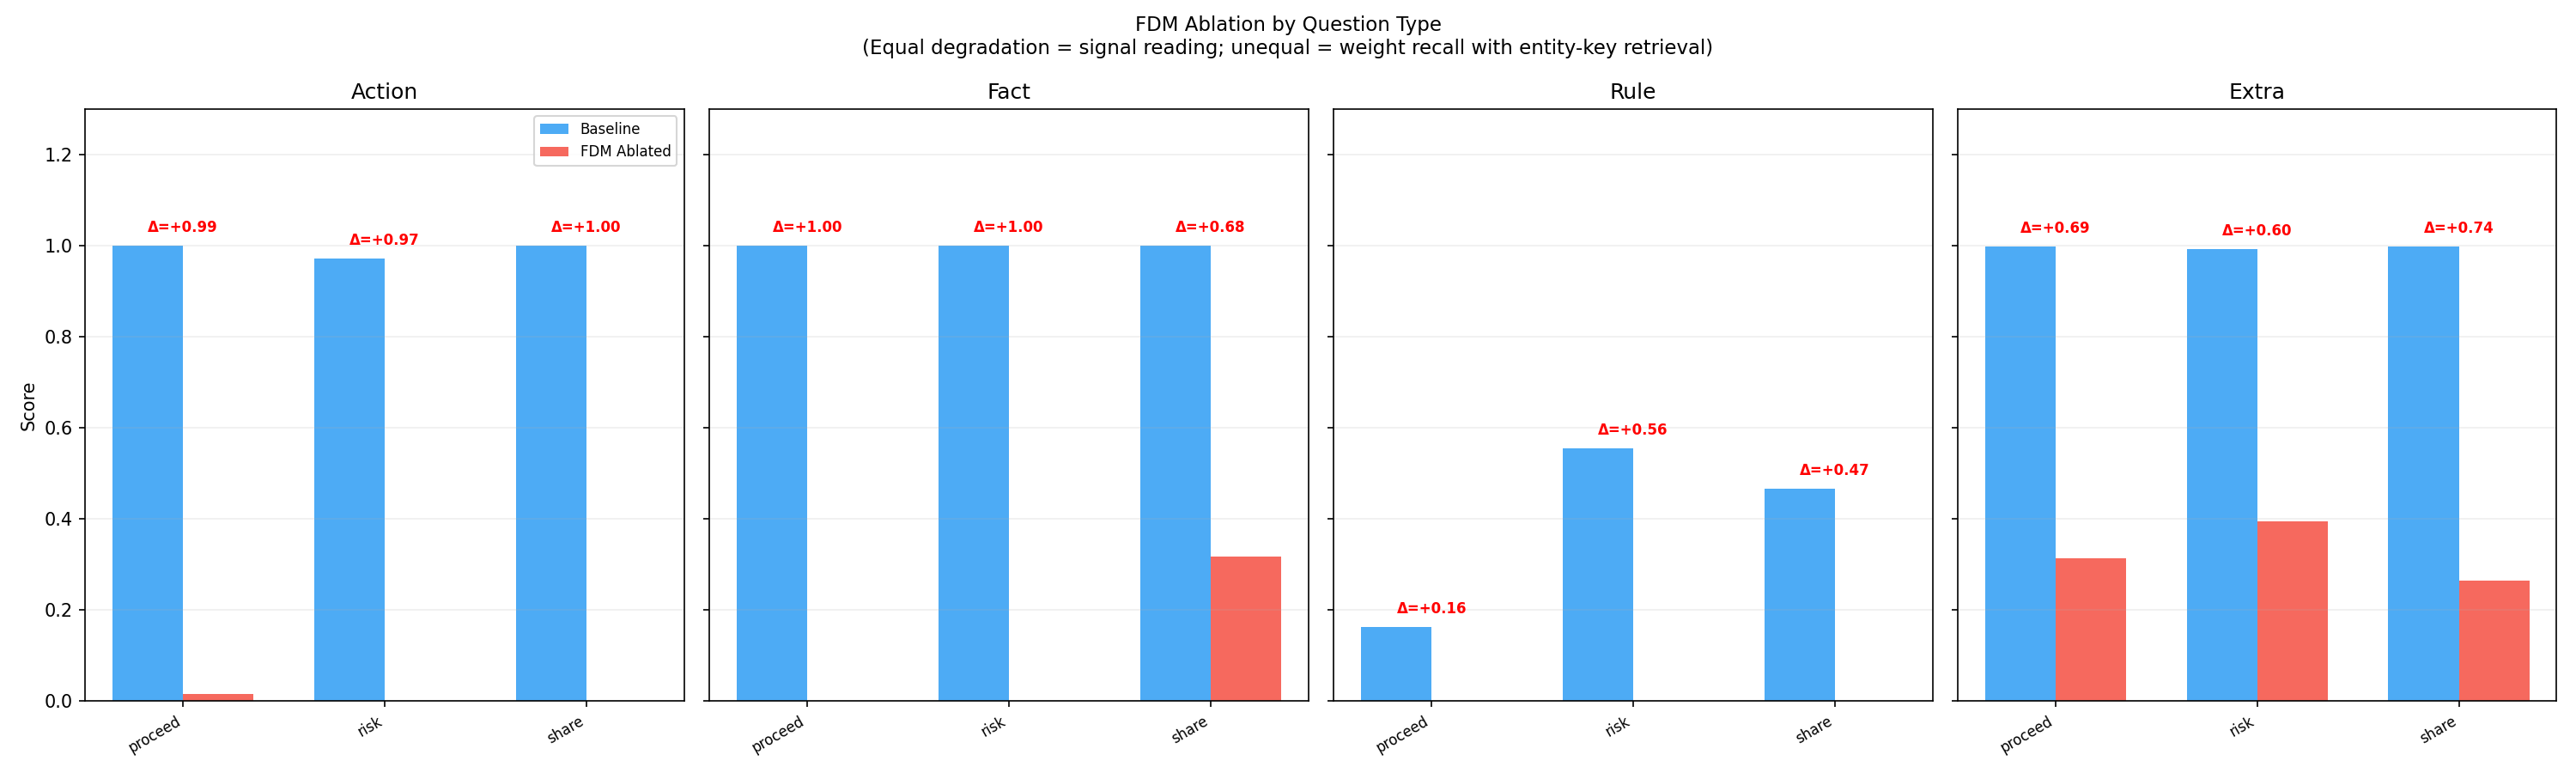 FDM Ablation by Question Type
(Equal degradation = signal reading; unequal = weight recall with entity-key retrieval)
Action
Fact
Rule
Extra
Baseline
FDM Ablated
Score
1.2
1.0
0.8
0.6
0.4
0.2
0.0
Δ=+0.99
Δ=+0.97
Δ=+1.00
Δ=+1.00
Δ=+1.00
Δ=+0.68
Δ=+0.16
Δ=+0.56
Δ=+0.47
Δ=+0.69
Δ=+0.60
Δ=+0.74
proceed
risk
share
proceed
risk
share
proceed
risk
share
proceed
risk
share